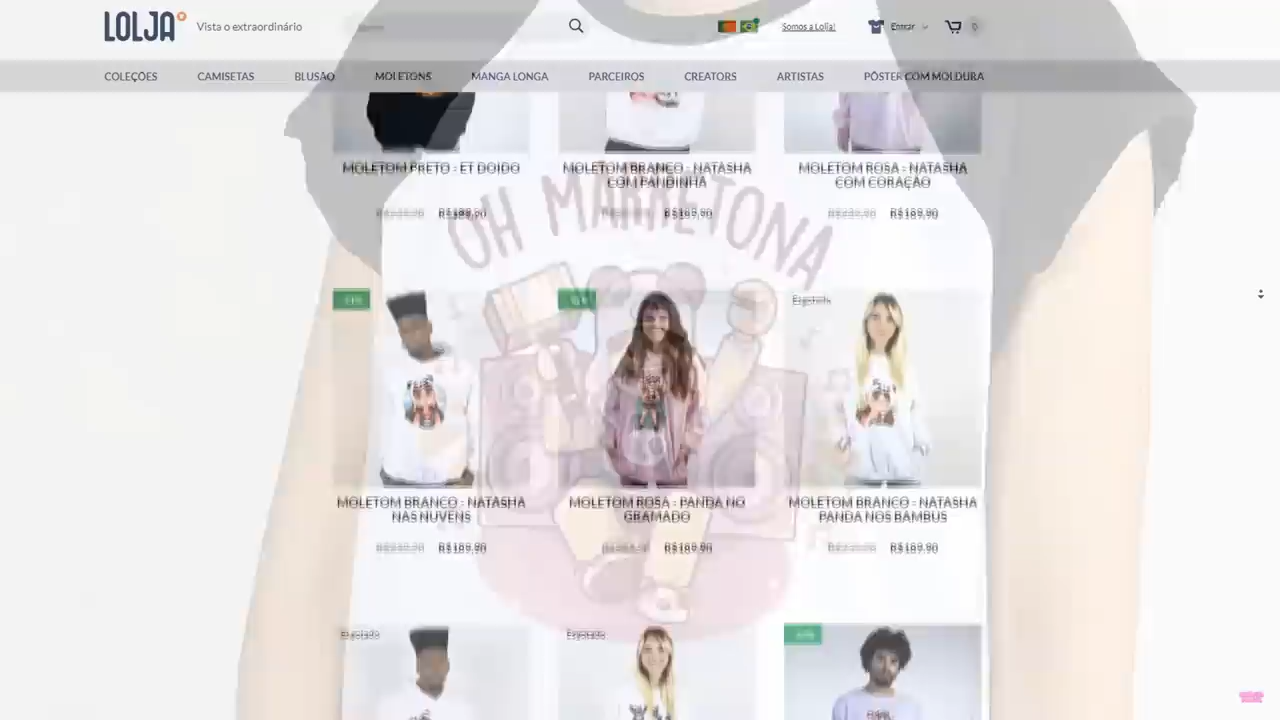 LOLJA
Vista o extraordinário
Somos a Lolja!
Entrar
0
COLEÇÕES CAMISETAS BLUSÃO MOLETONS MANGA LONGA PARCEIROS CREATORS ARTISTAS PÔSTER COM MOLDURA
MOLETOM PRETO - ET DOIDO
MOLETOM BRANCO - NATASHA
COM PANDINHA
MOLETOM ROSA - NATASHA
COM CORAÇÃO
R$189,90
R$189,90
R$189,90
OH MARRETONA
Esgotado
MOLETOM BRANCO - NATASHA
NAS NUVENS
MOLETOM ROSA - PANDA NO
GRAMADO
MOLETOM BRANCO - NATASHA
PANDA NOS BAMBUS
R$189,90
R$189,90
R$189,90
Esgotado
Esgotado